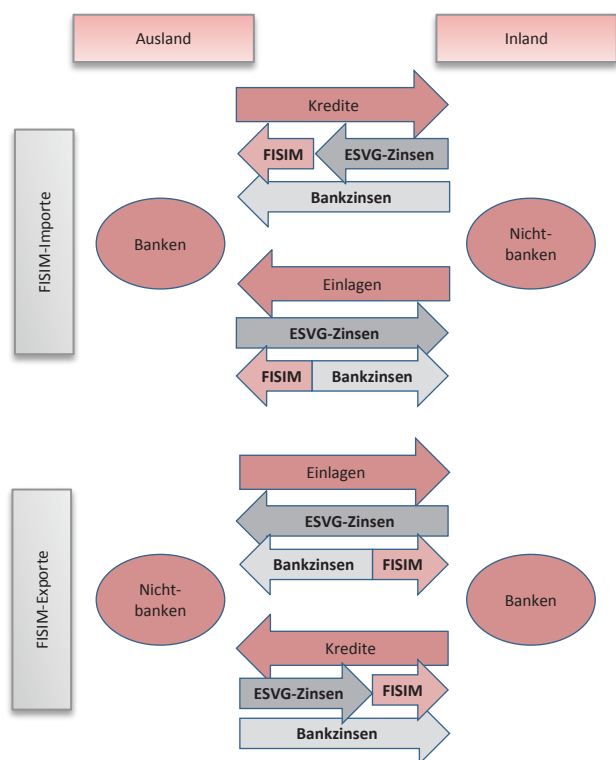 Ausland
Inland
FISIM-Importe
Kredite
FISIM
ESVG-Zinsen
Bankzinsen
Banken
Nicht-
banken
Einlagen
ESVG-Zinsen
FISIM
Bankzinsen
FISIM-Exporte
Einlagen
ESVG-Zinsen
Bankzinsen
FISIM
Nicht-
banken
Banken
Kredite
ESVG-Zinsen
FISIM
Bankzinsen